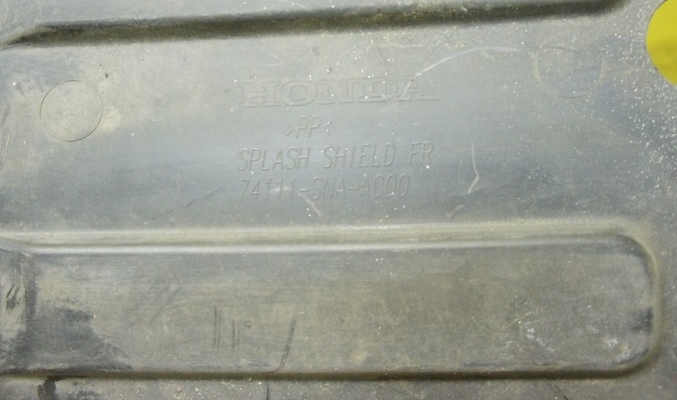 HONDA
>PP<
SPLASH SHIELD FR
74111-SNA-A000